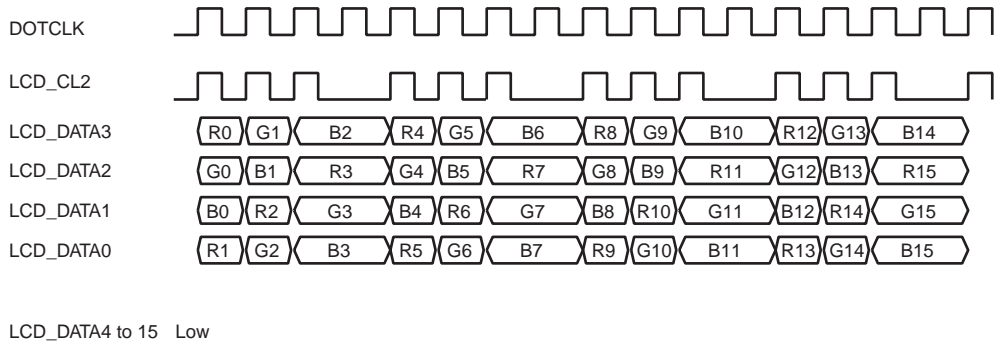 DOTCLK
LCD_CL2
LCD_DATA3 R0 G1 B2 R4 G5 B6 R8 G9 B10 R12 G13 B14
LCD_DATA2 G0 B1 R3 G4 B5 R7 G8 B9 R11 G12 B13 R15
LCD_DATA1 B0 R2 G3 B4 R6 G7 B8 R10 G11 B12 R14 G15
LCD_DATA0 R1 G2 B3 R5 G6 B7 R9 G10 B11 R13 G14 B15
LCD_DATA4 to 15 Low